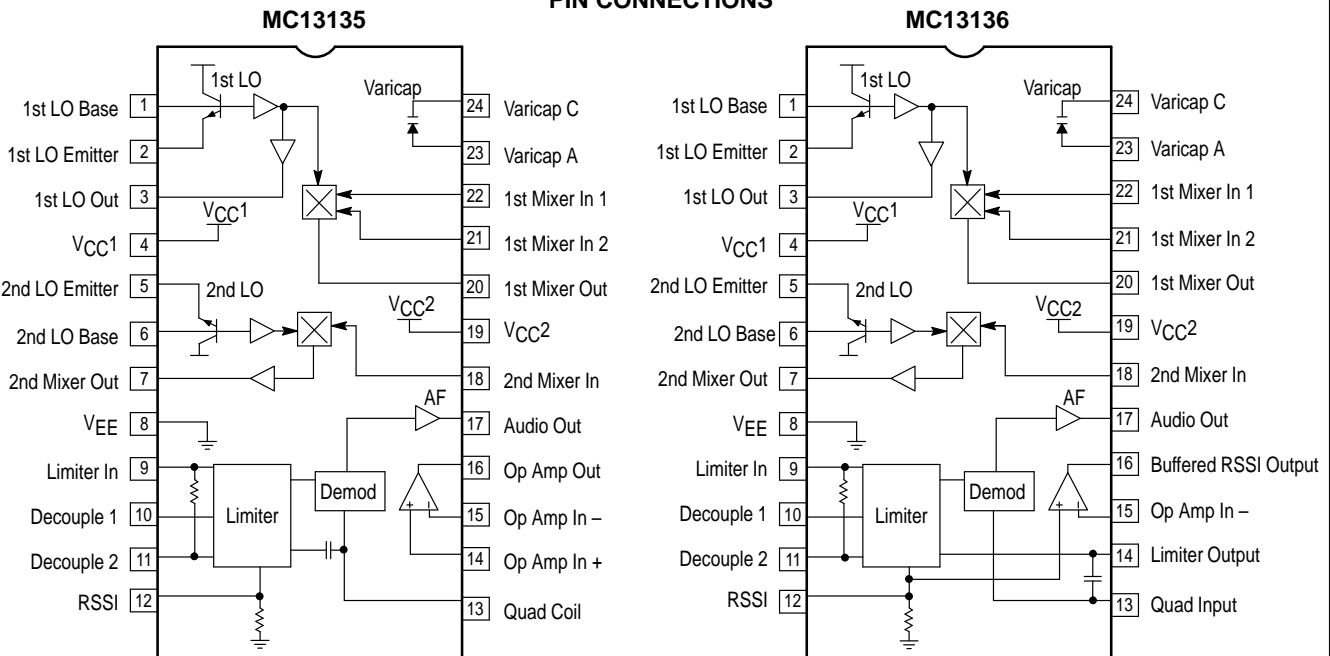 PIN CONNECTIONS
MC13135
1st LO
Varicap
1st LO Base 1
24 Varicap C
1st LO Emitter 2
23 Varicap A
1st LO Out 3
22 1st Mixer In 1
VCC1
VCC1 4
21 1st Mixer In 2
2nd LO Emitter 5
2nd LO
20 1st Mixer Out
VCC2
2nd LO Base 6
19 VCC2
2nd Mixer Out 7
18 2nd Mixer In
AF
VEE 8
17 Audio Out
Limiter In 9
16 Op Amp Out
Demod
+ –
Decouple 1 10
Limiter
15 Op Amp In –
Decouple 2 11
14 Op Amp In +
RSSI 12
13 Quad Coil
MC13136
1st LO
Varicap
1st LO Base 1
24 Varicap C
1st LO Emitter 2
23 Varicap A
1st LO Out 3
22 1st Mixer In 1
VCC1
VCC1 4
21 1st Mixer In 2
2nd LO Emitter 5
2nd LO
20 1st Mixer Out
VCC2
2nd LO Base 6
19 VCC2
2nd Mixer Out 7
18 2nd Mixer In
AF
VEE 8
17 Audio Out
Limiter In 9
16 Buffered RSSI Output
Demod
+ –
Decouple 1 10
Limiter
15 Op Amp In –
Decouple 2 11
14 Limiter Output
RSSI 12
13 Quad Input